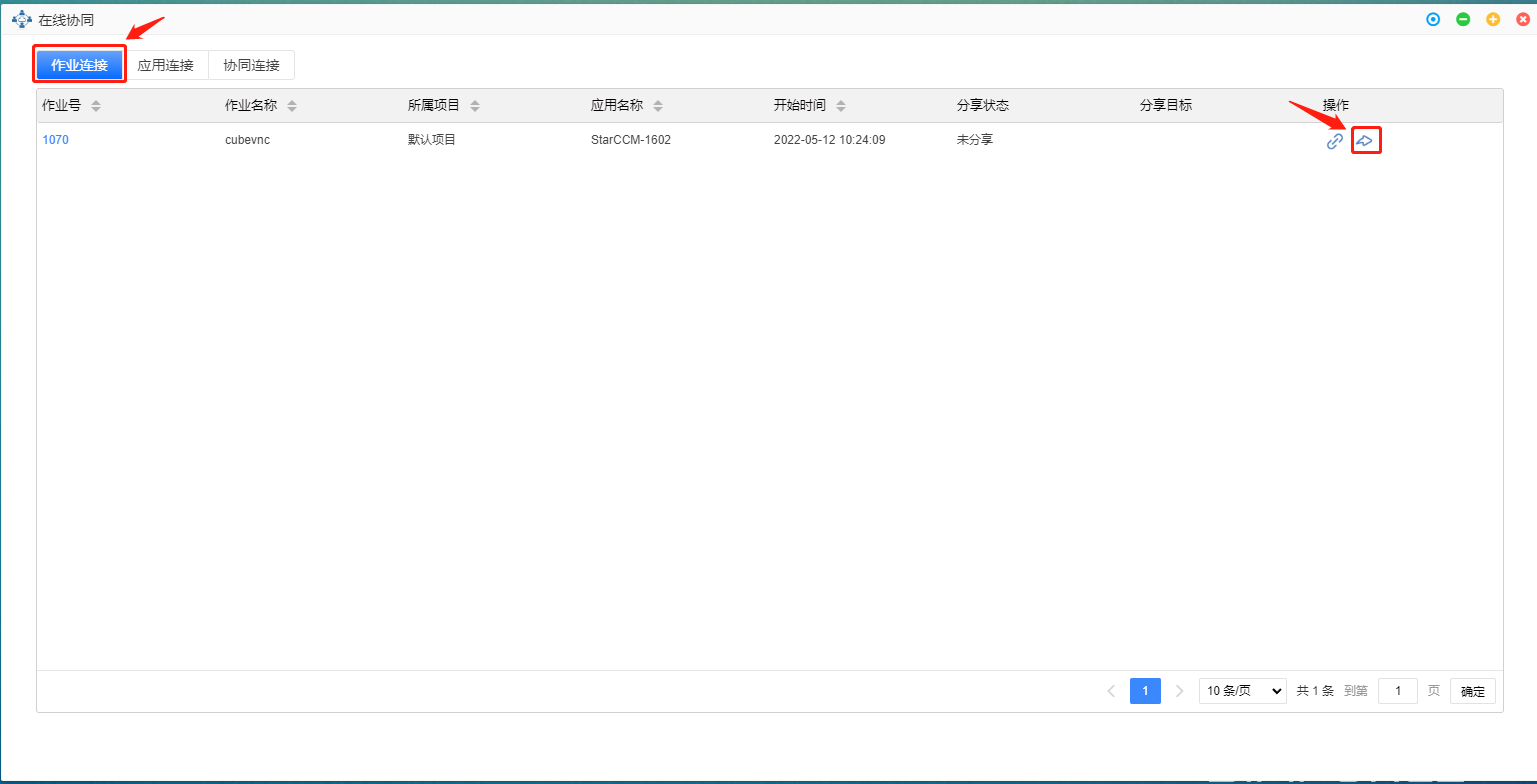 在线协同
作业连接 应用连接 协同连接
作业号 作业名称 所属项目 应用名称 开始时间 分享状态 分享目标 操作
1070 cubevnc 默认项目 StarCCM-1602 2022-05-12 10:24:09 未分享
1 10 条/页 共 1 条 到第 1 页 确定